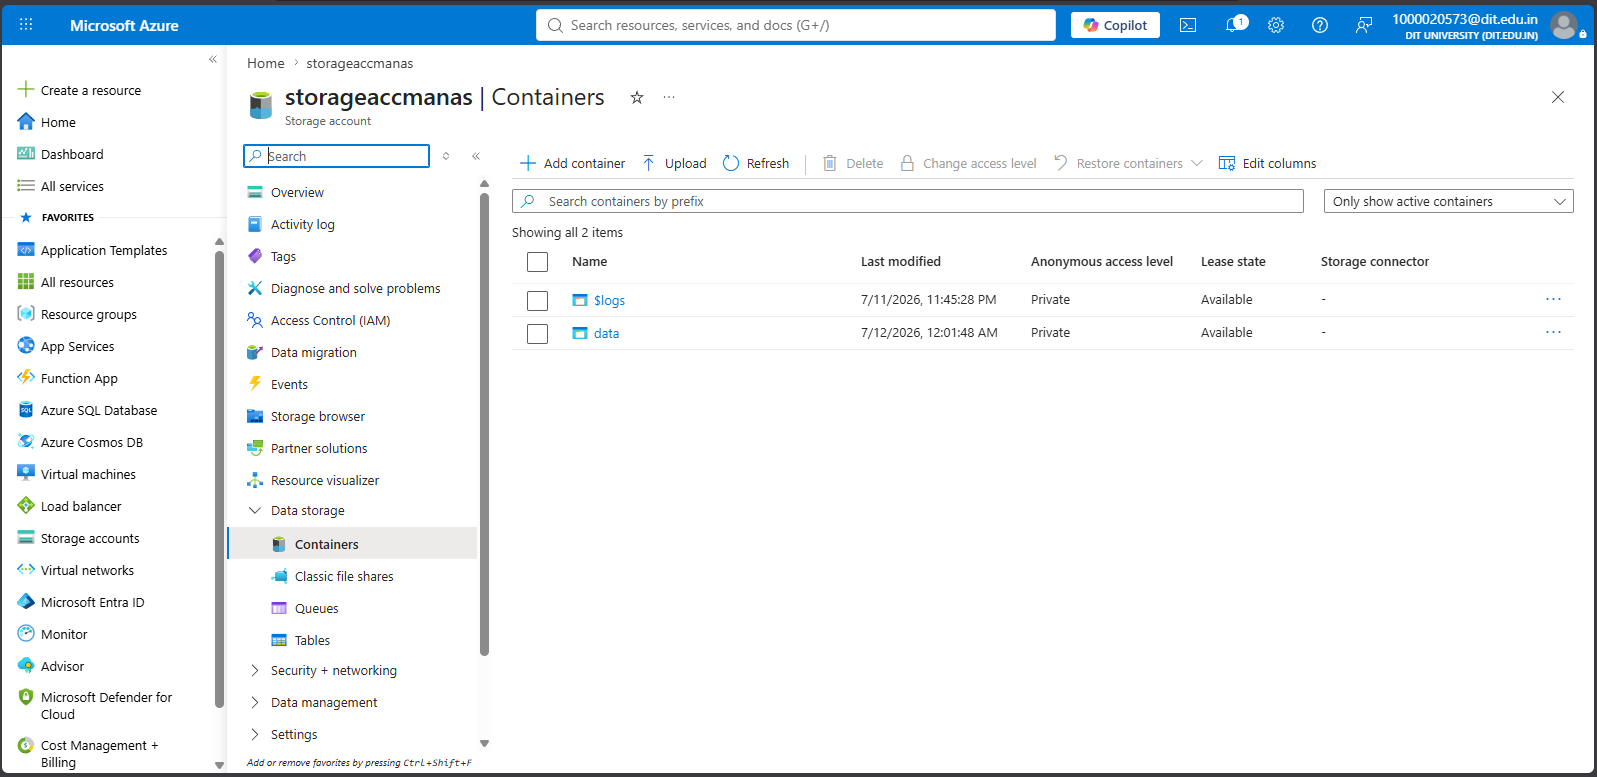 Microsoft Azure
Search resources, services, and docs (G+/)
Copilot
1
1000020573@dit.edu.in
DIT UNIVERSITY (DIT.EDU.IN)
Create a resource
Home
Dashboard
All services
FAVORITES
Application Templates
All resources
Resource groups
App Services
Function App
Azure SQL Database
Azure Cosmos DB
Virtual machines
Load balancer
Storage accounts
Virtual networks
Microsoft Entra ID
Monitor
Advisor
Microsoft Defender for
Cloud
Cost Management +
Billing
Home > storageaccmanas
storageaccmanas | Containers
Storage account
Search
Overview
Activity log
Tags
Diagnose and solve problems
Access Control (IAM)
Data migration
Events
Storage browser
Partner solutions
Resource visualizer
Data storage
Containers
Classic file shares
Queues
Tables
Security + networking
Data management
Settings
Add or remove favorites by pressing Ctrl+Shift+F
Add container Upload Refresh Delete Change access level Restore containers Edit columns
Search containers by prefix
Only show active containers
Showing all 2 items
Name Last modified Anonymous access level Lease state Storage connector
$logs 7/11/2026, 11:45:28 PM Private Available -
data 7/12/2026, 12:01:48 AM Private Available -